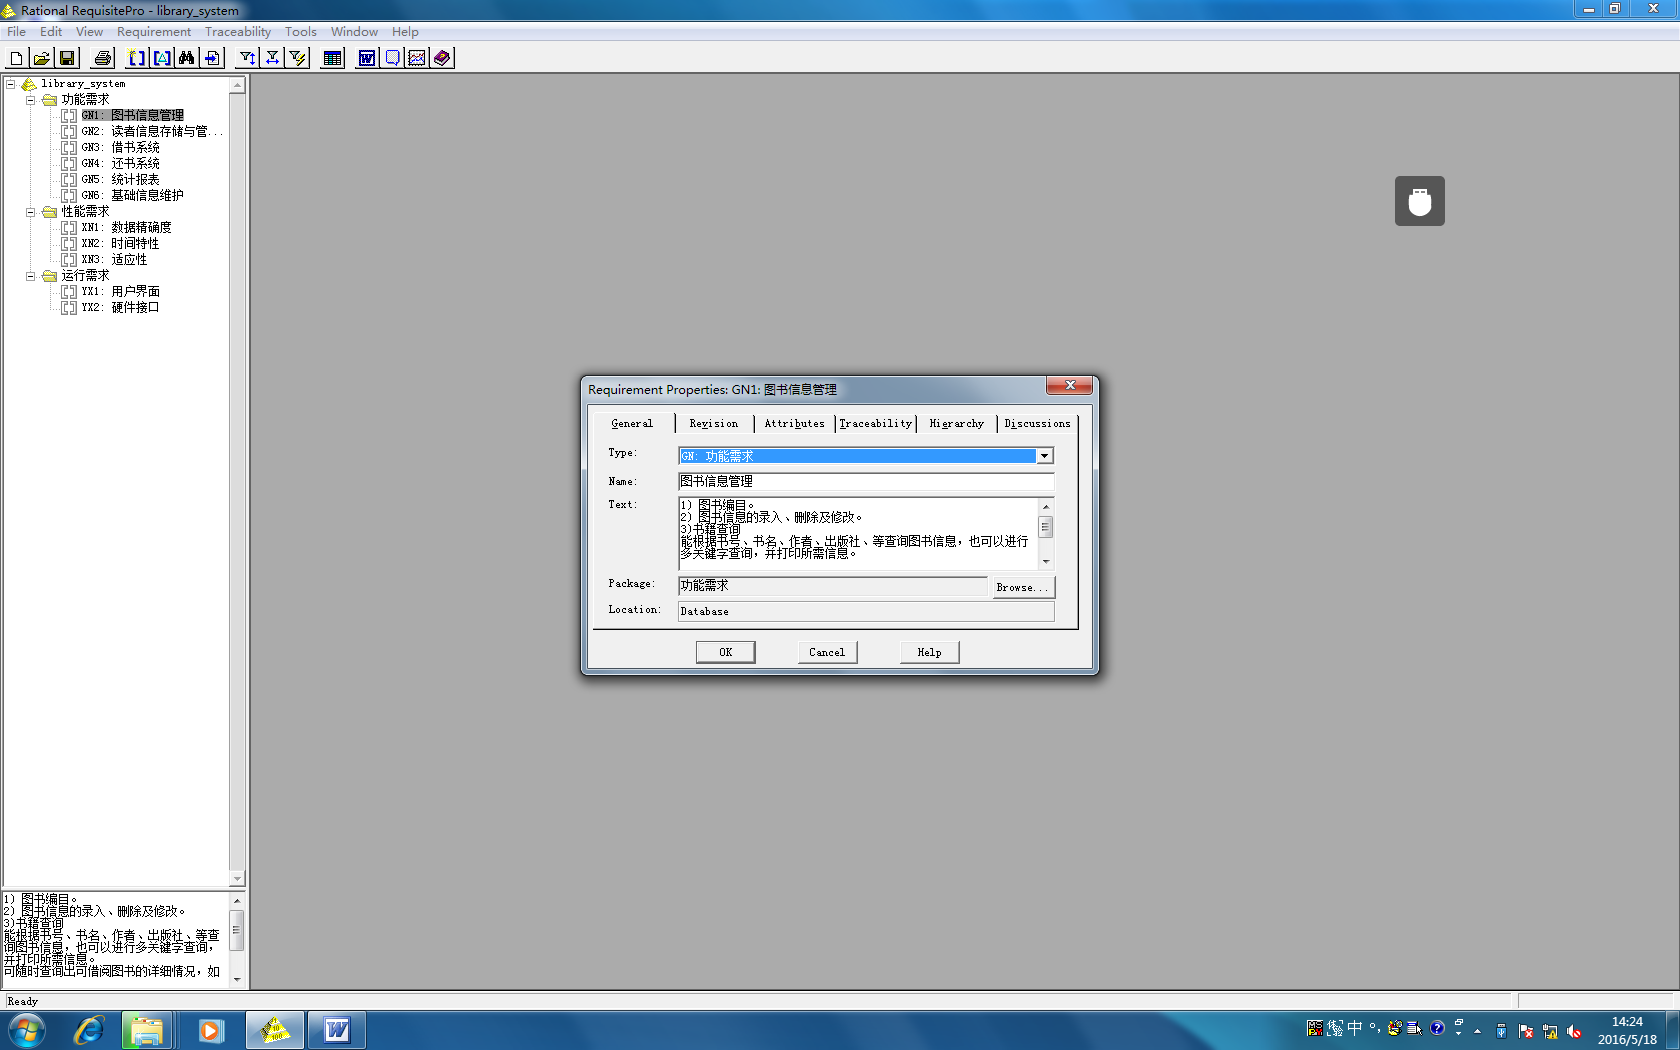 Rational RequisitePro - library_system
File Edit View Requirement Traceability Tools Window Help
library_system
功能需求
GN1: 图书信息管理
GN2: 读者信息存储与管...
GN3: 借书系统
GN4: 还书系统
GN5: 统计报表
GN6: 基础信息维护
性能需求
XN1: 数据精确度
XN2: 时间特性
XN3: 适应性
运行需求
YX1: 用户界面
YX2: 硬件接口
Requirement Properties: GN1: 图书信息管理
General Revision Attributes Traceability Hierarchy Discussions
Type: GN: 功能需求
Name: 图书信息管理
Text: 1) 图书编目。
2) 图书信息的录入、删除及修改。
3)书籍查询
能根据书号、书名、作者、出版社、等查询图书信息，也可以进行
多关键字查询，并打印所需信息。
Package: 功能需求 Browse...
Location: Database
OK Cancel Help
1) 图书编目。
2) 图书信息的录入、删除及修改。
3)书籍查询
能根据书号、书名、作者、出版社、等查
询图书信息，也可以进行多关键字查询，
并打印所需信息。
可随时查询出可借阅图书的详细情况，如
Ready
中
14:24
2016/5/18